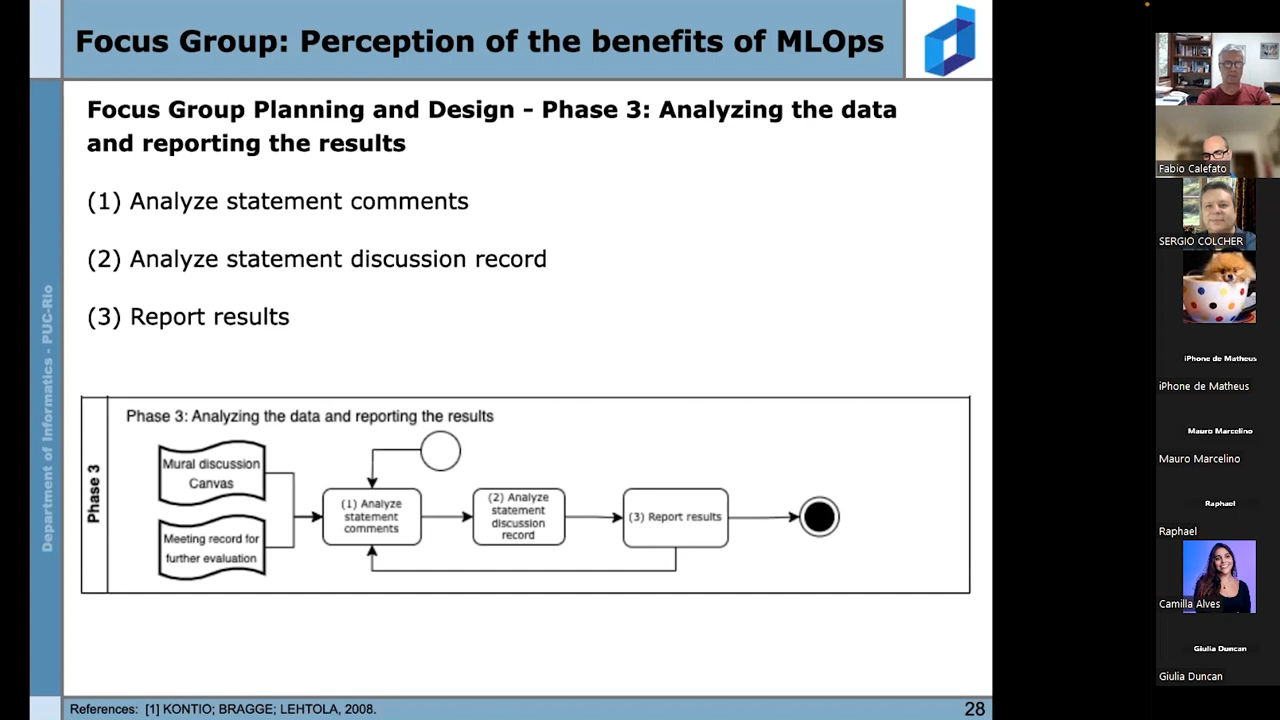 Focus Group: Perception of the benefits of MLOps
Focus Group Planning and Design - Phase 3: Analyzing the data
and reporting the results
(1) Analyze statement comments
(2) Analyze statement discussion record
(3) Report results
Department of Informatics - PUC-Rio
Phase 3
Phase 3: Analyzing the data and reporting the results
Mural discussion
Canvas
Meeting record for
further evaluation
(1) Analyze
statement
comments
(2) Analyze
statement
discussion
record
(3) Report results
References: [1] KONTIO; BRAGGE; LEHTOLA, 2008.
28
Fabio Calefato
SERGIO COLCHER
iPhone de Matheus
iPhone de Matheus
Mauro Marcelino
Mauro Marcelino
Raphael
Raphael
Camilla Alves
Giulia Duncan
Giulia Duncan